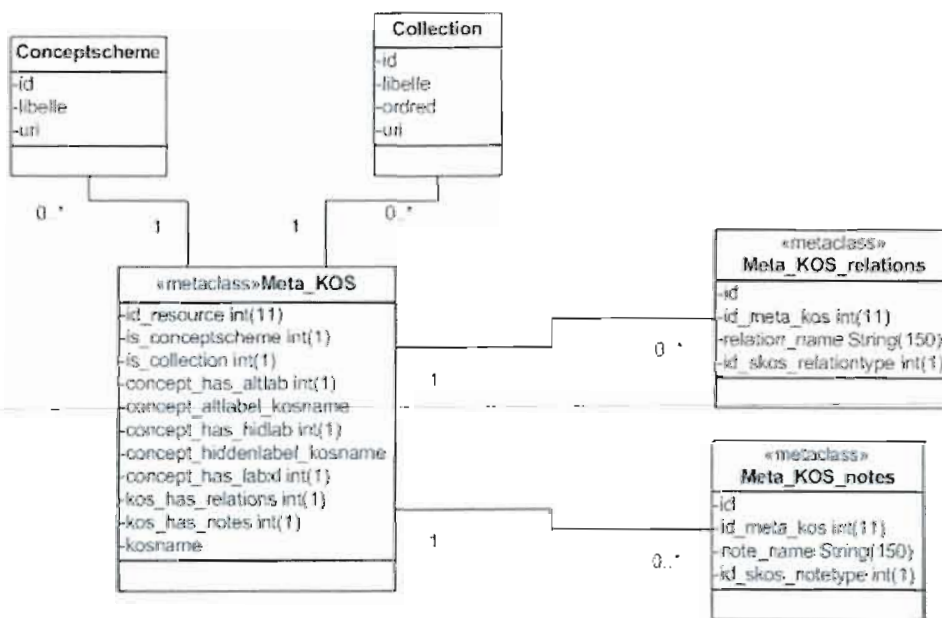 Conceptscheme
-id
-libelle
-uri
Collection
-id
-libelle
-ordred
-uri
0..*
1
1
0..*
«metaclass»Meta_KOS
-id_resource int(11)
-is_conceptscheme int(1)
-is_collection int(1)
-concept_has_altlab int(1)
-concept_altlabel_kosname
-concept_has_hidlab int(1)
-concept_hiddenlabel_kosname
-concept_has_labxl int(1)
-kos_has_relations int(1)
-kos_has_notes int(1)
-kosname
1
0..*
«metaclass»
Meta_KOS_relations
-id
-id_meta_kos int(11)
-relation_name String(150)
-id_skos_relationtype int(1)
1
0..*
«metaclass»
Meta_KOS_notes
-id
-id_meta_kos int(11)
-note_name String(150)
-id_skos_notetype int(1)